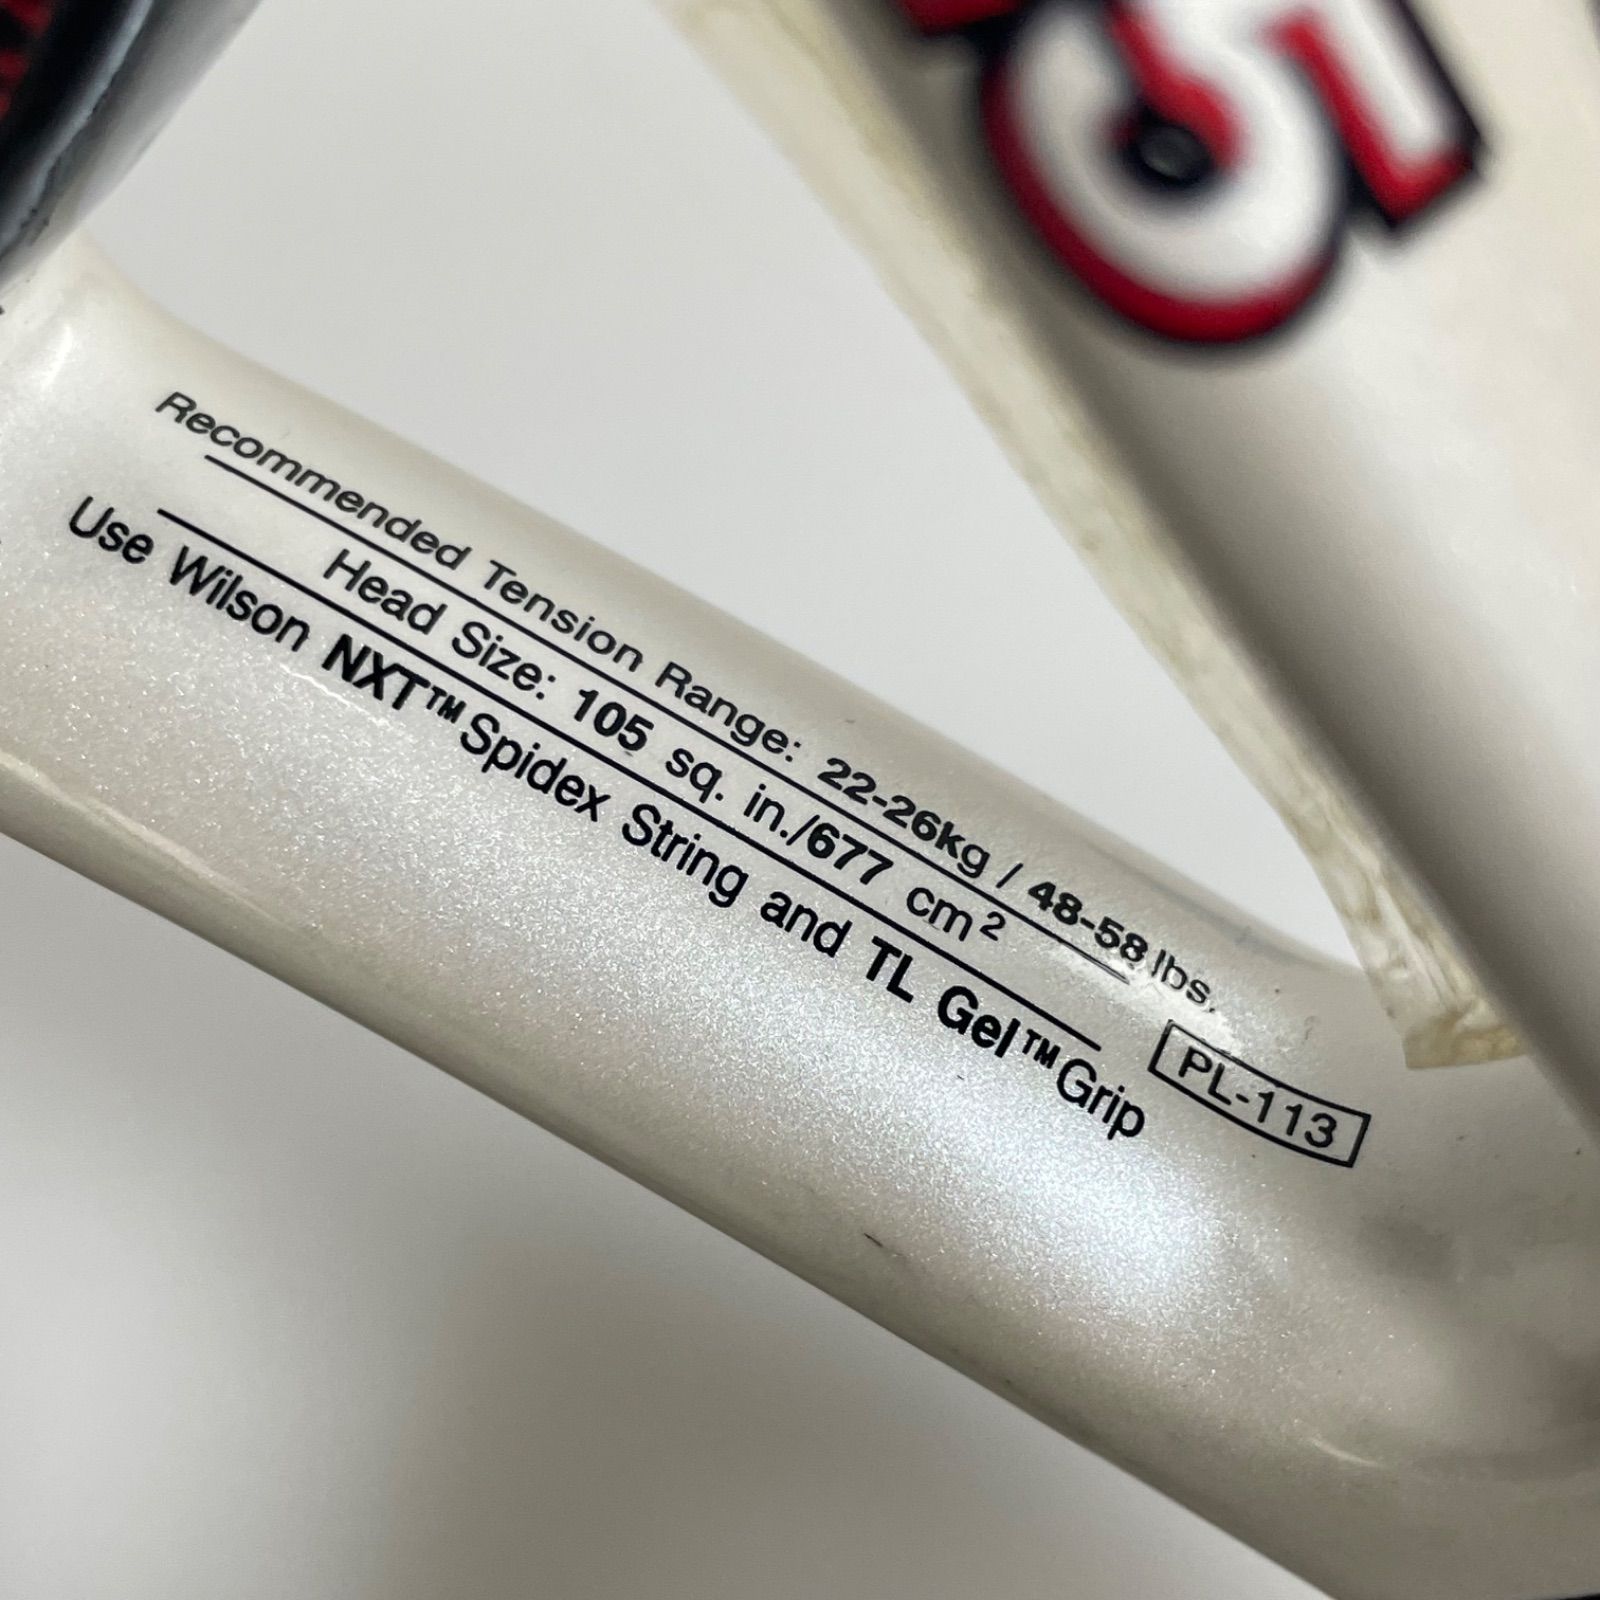 5
Recommended Tension Range: 22-26kg / 48-58 lbs.
Head Size: 105 sq. in./677 cm²
Use Wilson NXT™ Spidex String and TL Gel™ Grip
PL-113